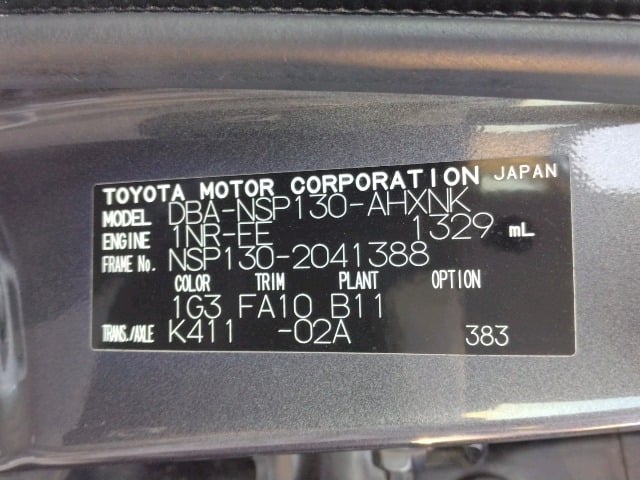 TOYOTA MOTOR CORPORATION JAPAN
MODEL DBA-NSP130-AHXNK
ENGINE 1NR-FE 1329 mL
FRAME No. NSP130-2041388
COLOR TRIM PLANT OPTION
1G3 FA10 B11
TRANS./AXLE K411 -02A 383